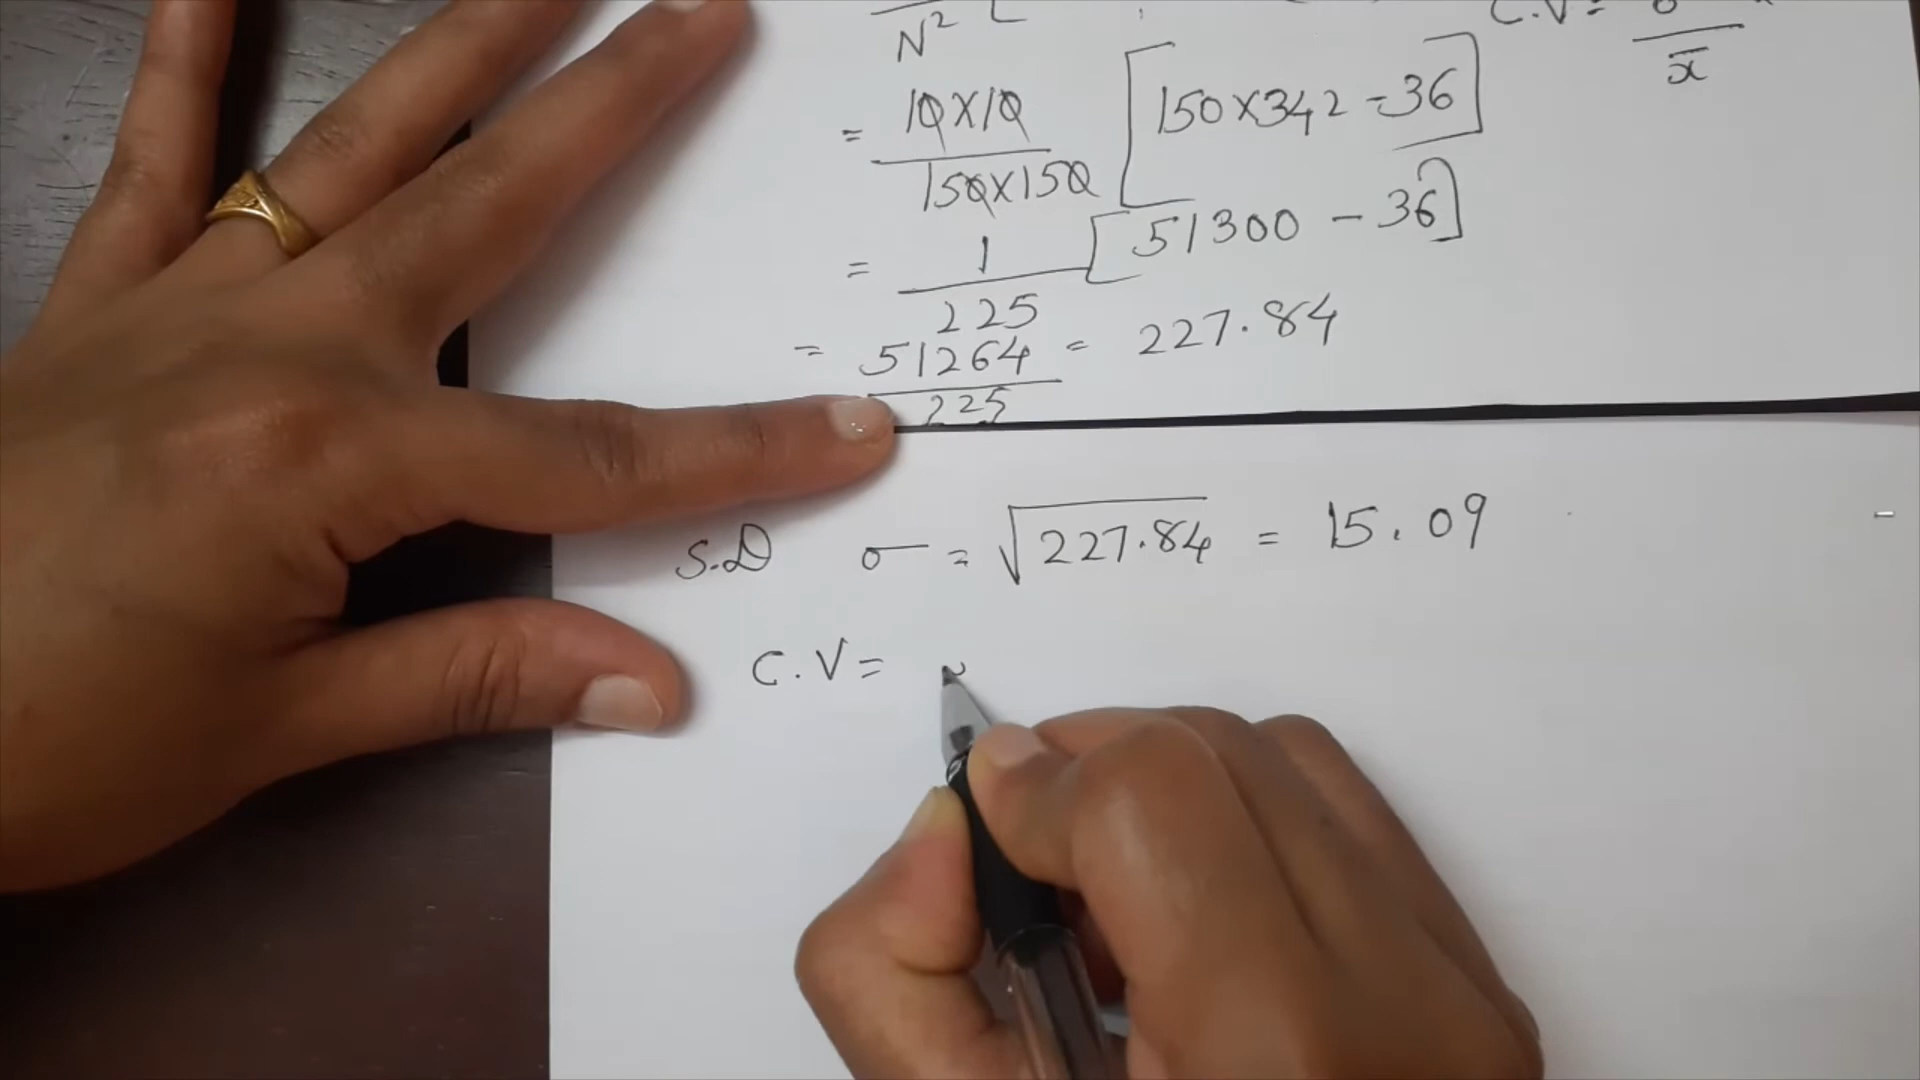 N²
C.V = σ / x̄
= 10×10 / 150×150 [150×342 - 36]
= 1 / 225 [51300 - 36]
= 51264 / 225 = 227.84
S.D σ = √227.84 = 15.09
C.V =